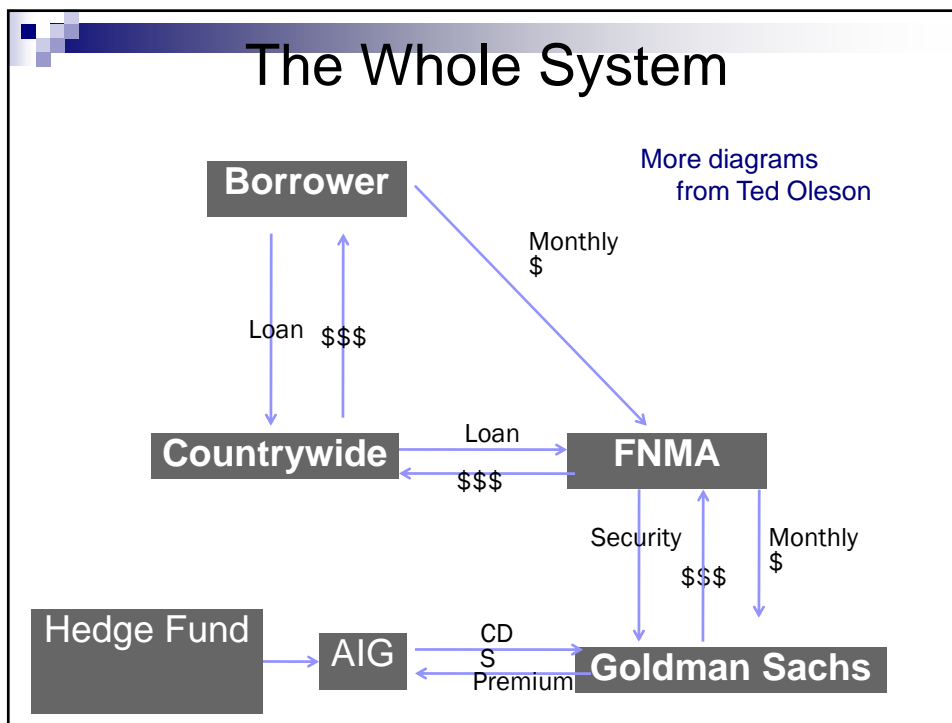 The Whole System
More diagrams
from Ted Oleson
Borrower
Monthly
$
Loan
$$$
Countrywide
Loan
FNMA
$$$
Security
$$$
Monthly
$
Hedge Fund
AIG
CD
S
Premium
Goldman Sachs